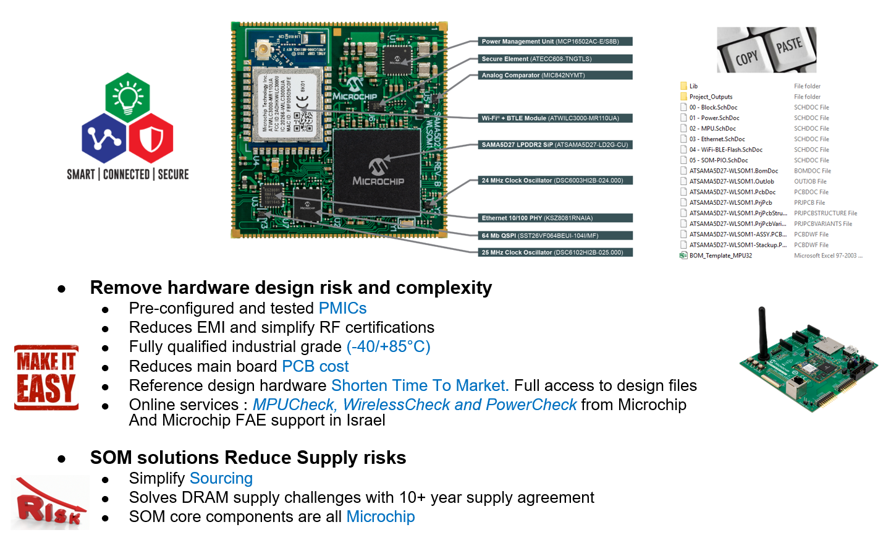 Power Management Unit (MCP16502AC-E/S8B)
Secure Element (ATECC608-TNGTLS)
Analog Comparator (MIC842NYMT)
Wi-Fi® + BTLE Module (ATWILC3000-MR110UA)
SAMA5D27 LPDDR2 SiP (ATSAMA5D27-LD2G-CU)
24 MHz Clock Oscillator (DSC6003HI2B-024.000)
Ethernet 10/100 PHY (KSZ8081RNAIA)
64 Mb QSPI (SST26VF064BEUI-104I/MF)
25 MHz Clock Oscillator (DSC6102HI2B-025.000)
MICROCHIP
MICROCHIP
SMART | CONNECTED | SECURE
COPY
PASTE
Lib File folder
Project_Outputs File folder
00 - Block.SchDoc SCHDOC File
01 - Power.SchDoc SCHDOC File
02 - MPU.SchDoc SCHDOC File
03 - Ethernet.SchDoc SCHDOC File
04 - WiFi-BLE-Flash.SchDoc SCHDOC File
05 - SOM-PIO.SchDoc SCHDOC File
ATSAMA5D27-WLSOM1.BomDoc BOMDOC File
ATSAMA5D27-WLSOM1.OutJob OUTJOB File
ATSAMA5D27-WLSOM1.PcbDoc PCBDOC File
ATSAMA5D27-WLSOM1.PrjPcb PRJPCB File
ATSAMA5D27-WLSOM1.PrjPcbStru... PRJPCBSTRUCTURE File
ATSAMA5D27-WLSOM1.PrjPcbVari... PRJPCBVARIANTS File
ATSAMA5D27-WLSOM1-ASSY.PCB... PCBDWF File
ATSAMA5D27-WLSOM1-Stackup.P... PCBDWF File
BOM_Template_MPU32 Microsoft Excel 97-2003 ...
● Remove hardware design risk and complexity
● Pre-configured and tested PMICs
● Reduces EMI and simplify RF certifications
● Fully qualified industrial grade (-40/+85°C)
● Reduces main board PCB cost
● Reference design hardware Shorten Time To Market. Full access to design files
● Online services : MPUCheck, WirelessCheck and PowerCheck from Microchip
And Microchip FAE support in Israel
MAKE IT
EASY
● SOM solutions Reduce Supply risks
● Simplify Sourcing
● Solves DRAM supply challenges with 10+ year supply agreement
● SOM core components are all Microchip
RISK